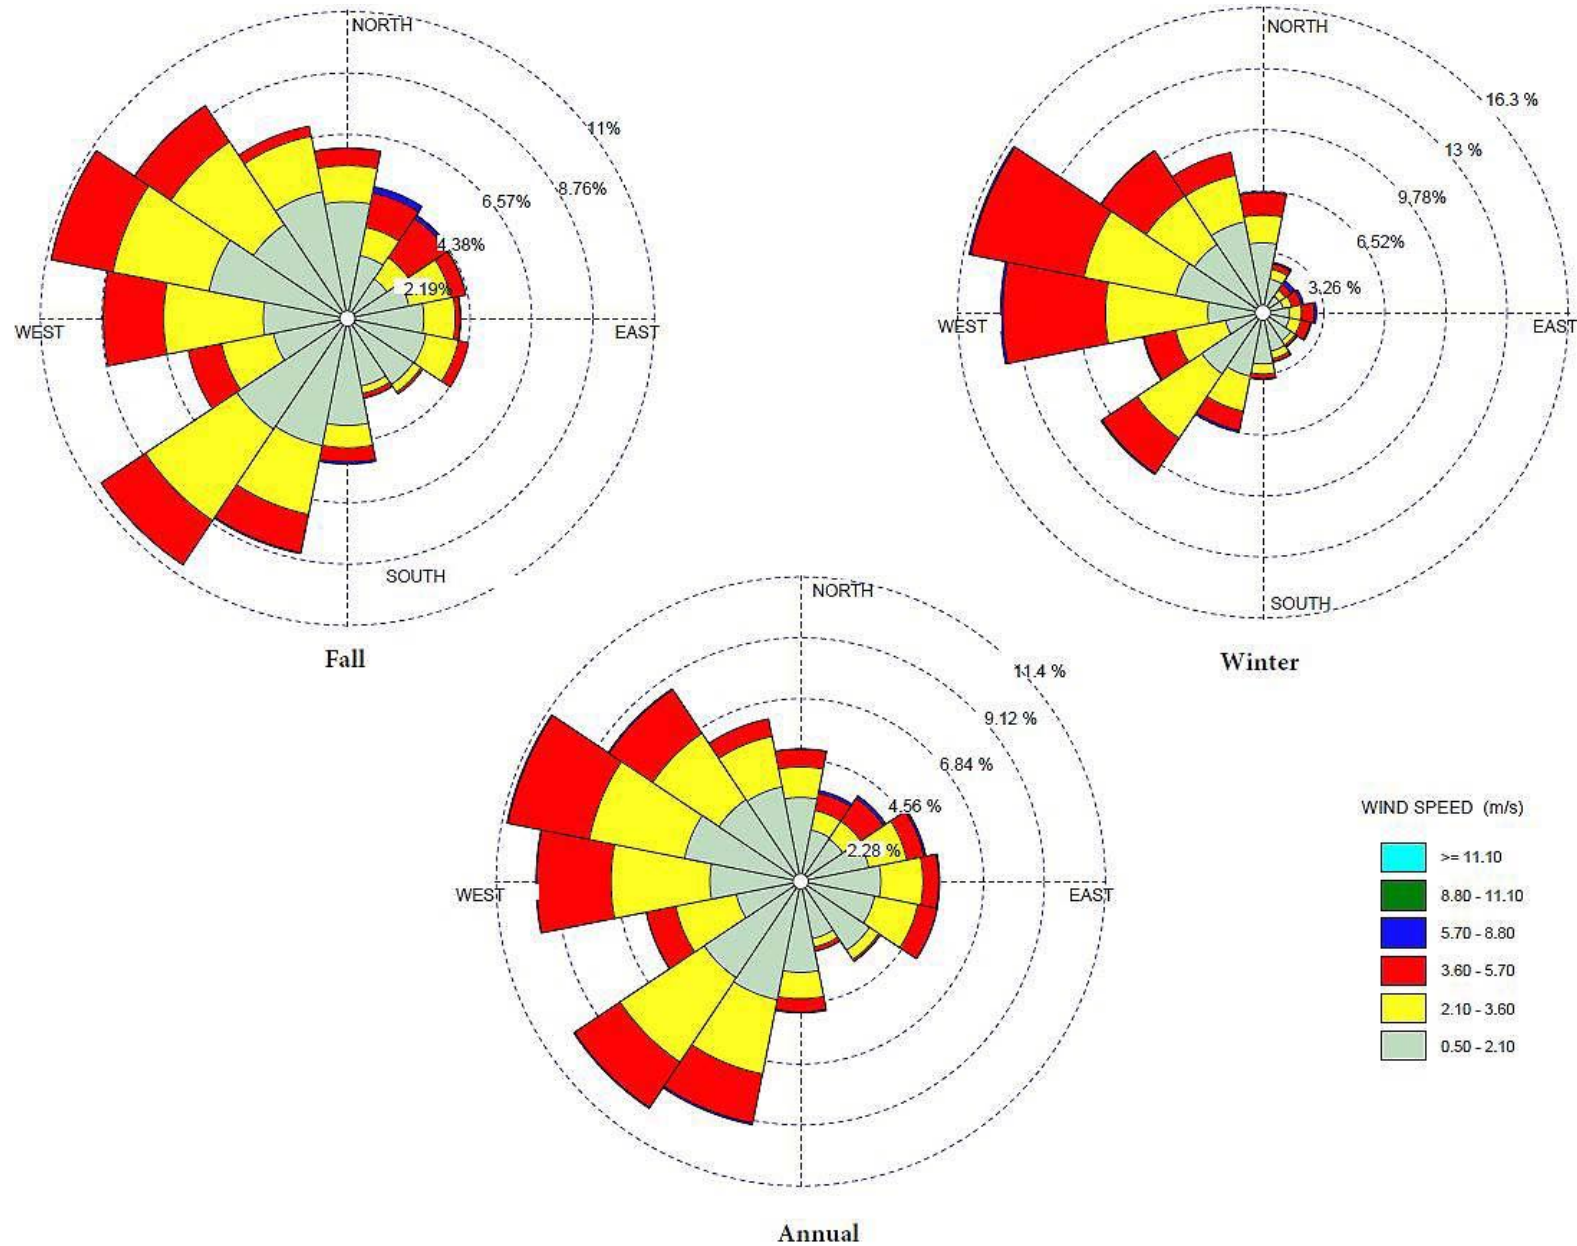 NORTH
11%
8.76%
6.57%
4.38%
2.19%
WEST
EAST
SOUTH
Fall
NORTH
16.3 %
13 %
9.78%
6,52%
3.26 %
WEST
EAST
SOUTH
Winter
NORTH
11.4 %
9.12 %
6.84 %
4.56 %
2.28 %
WEST
EAST
Annual
WIND SPEED (m/s)
>= 11.10
8.80 - 11.10
5.70 - 8.80
3.60 - 5.70
2.10 - 3.60
0.50 - 2.10